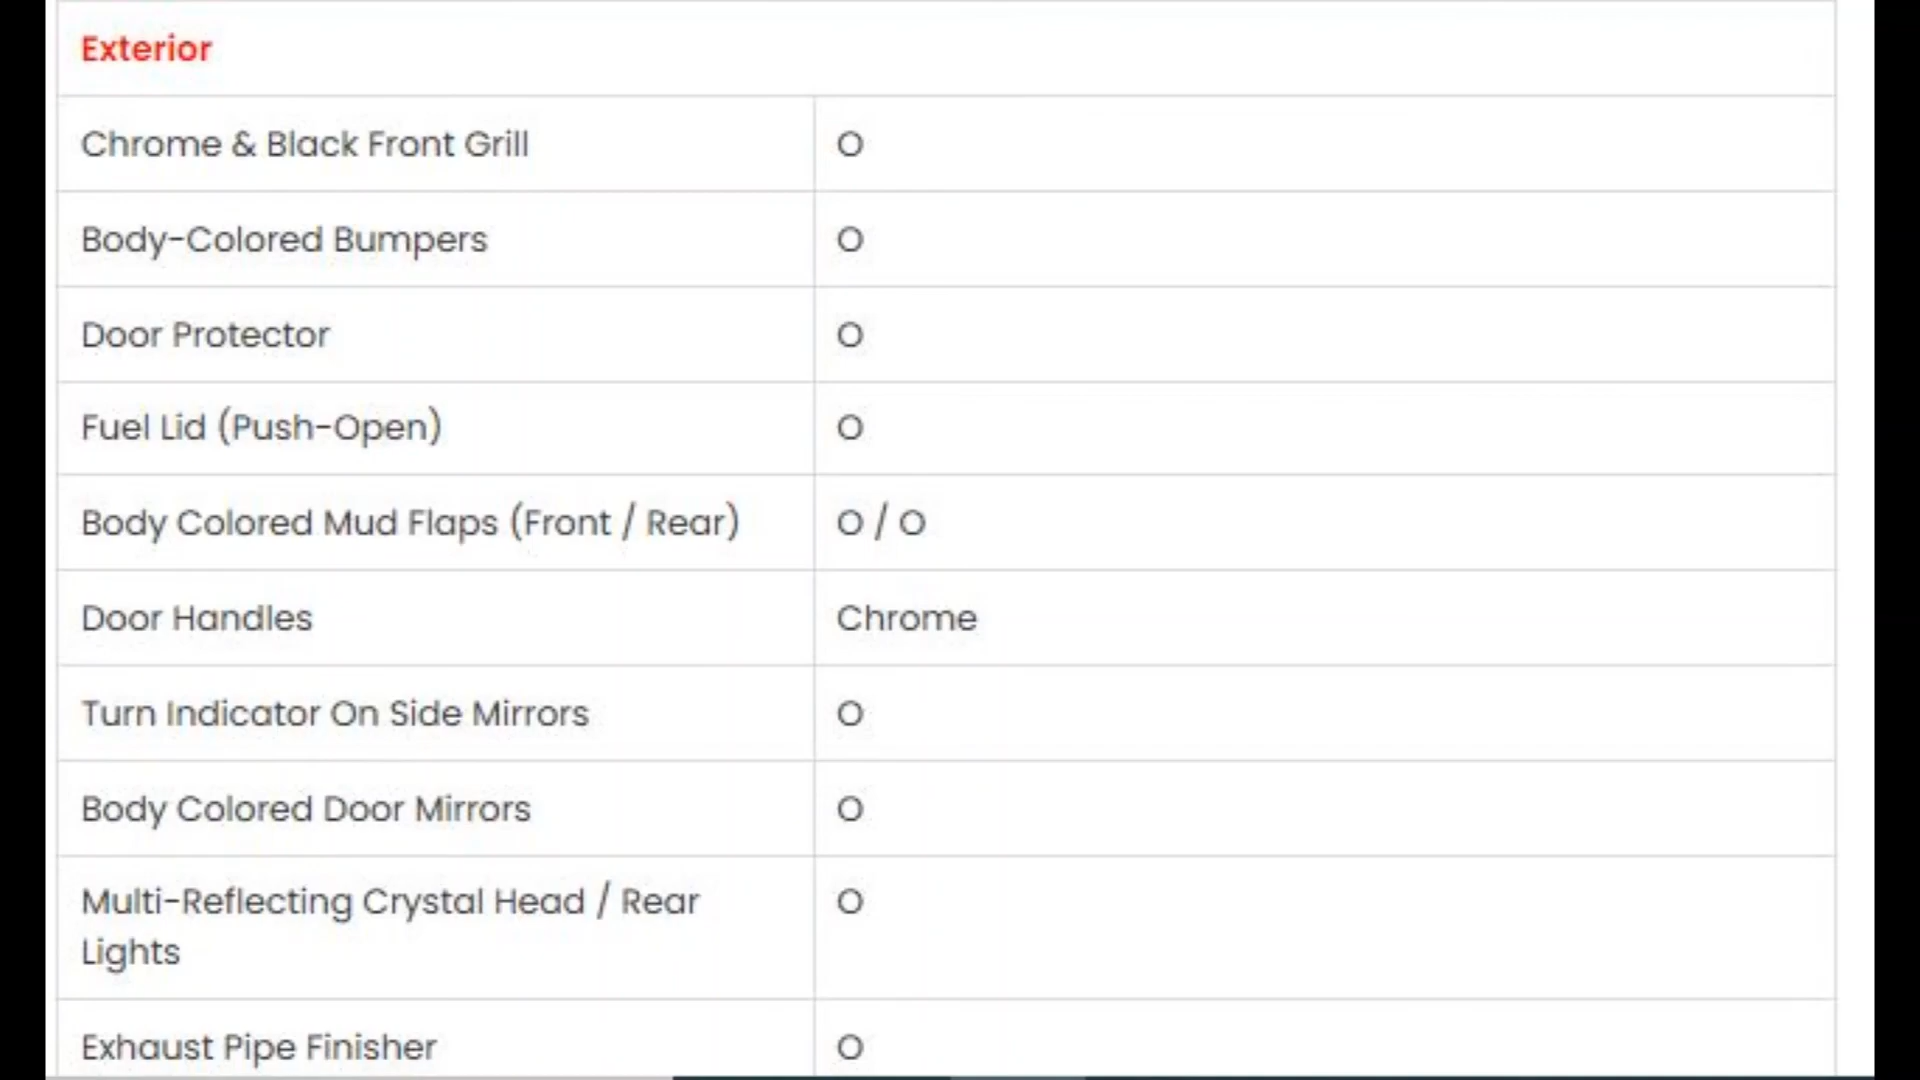 Exterior
Chrome & Black Front Grill O
Body-Colored Bumpers O
Door Protector O
Fuel Lid (Push-Open) O
Body Colored Mud Flaps (Front / Rear) O / O
Door Handles Chrome
Turn Indicator On Side Mirrors O
Body Colored Door Mirrors O
Multi-Reflecting Crystal Head / Rear O
Lights
Exhaust Pipe Finisher O